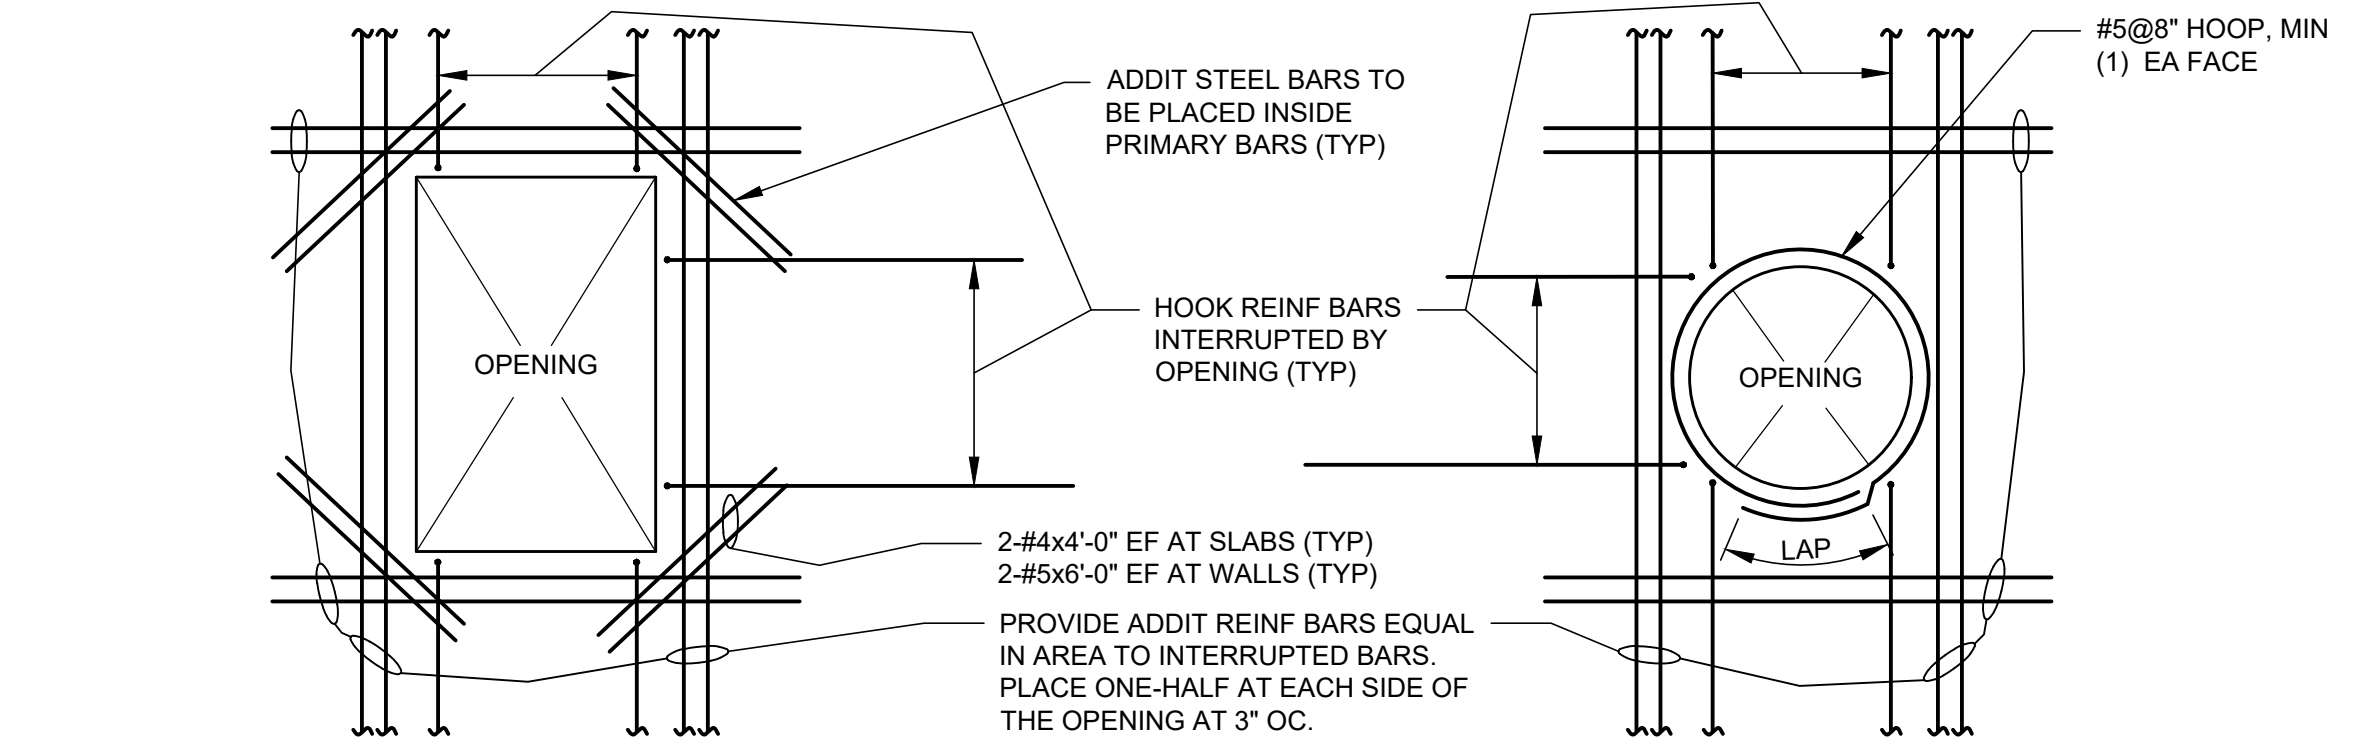 ADDIT STEEL BARS TO
BE PLACED INSIDE
PRIMARY BARS (TYP)
#5@8" HOOP, MIN
(1) EA FACE
HOOK REINF BARS
INTERRUPTED BY
OPENING (TYP)
OPENING
OPENING
2-#4x4'-0" EF AT SLABS (TYP)
2-#5x6'-0" EF AT WALLS (TYP)
LAP
PROVIDE ADDIT REINF BARS EQUAL
IN AREA TO INTERRUPTED BARS.
PLACE ONE-HALF AT EACH SIDE OF
THE OPENING AT 3" OC.